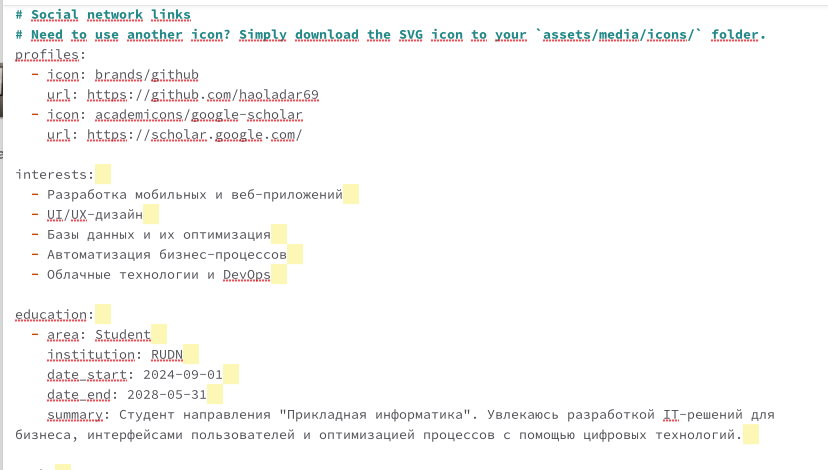 # Social network links
# Need to use another icon? Simply download the SVG icon to your `assets/media/icons/` folder.
profiles:
  - icon: brands/github
    url: https://github.com/haoladar69
  - icon: academicons/google-scholar
    url: https://scholar.google.com/

interests:
  - Разработка мобильных и веб-приложений
  - UI/UX-дизайн
  - Базы данных и их оптимизация
  - Автоматизация бизнес-процессов
  - Облачные технологии и DevOps

education:
  - area: Student
    institution: RUDN
    date_start: 2024-09-01
    date_end: 2028-05-31
    summary: Студент направления "Прикладная информатика". Увлекаюсь разработкой IT-решений для
бизнеса, интерфейсами пользователей и оптимизацией процессов с помощью цифровых технологий.